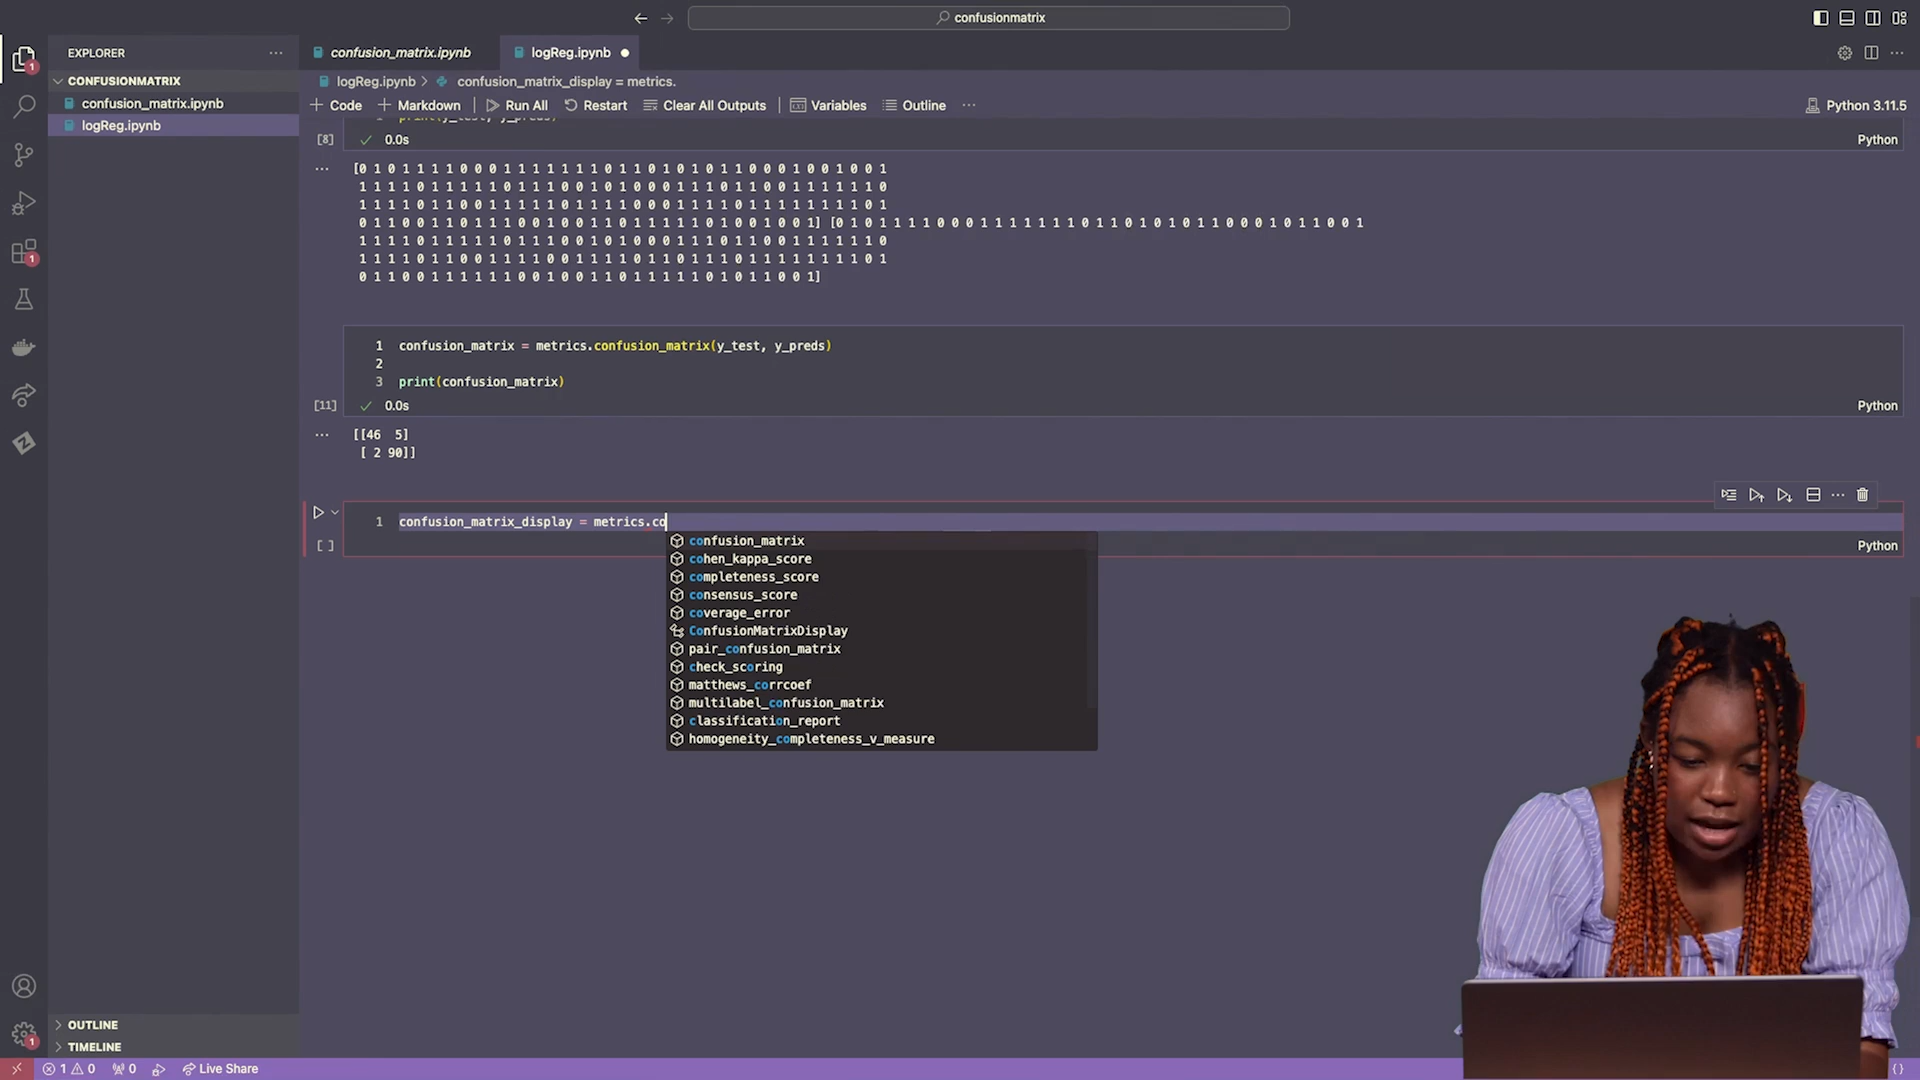 confusionmatrix
EXPLORER
CONFUSIONMATRIX
confusion_matrix.ipynb
logReg.ipynb
confusion_matrix.ipynb
logReg.ipynb
logReg.ipynb > confusion_matrix_display = metrics.
+ Code + Markdown Run All Restart Clear All Outputs Variables Outline ...
Python 3.11.5
1 print(y_test, y_preds)
[8] 0.0s Python
[0 1 0 1 1 1 1 0 0 0 1 1 1 1 1 1 1 0 1 1 0 1 0 1 0 1 1 0 0 0 1 0 0 1 0 0 1
1 1 1 1 0 1 1 1 1 1 0 1 1 1 0 0 1 0 1 0 0 0 1 1 1 0 1 1 0 1 1 1 1 1 0
1 1 1 1 0 1 1 0 0 1 1 1 1 0 0 1 1 1 0 1 1 0 1 1 1 0 1 1 1 1 1 1 1 0 1
0 1 1 0 0 1 1 0 1 1 1 0 0 1 0 0 1 1 0 1 1 1 1 1 0 1 0 0 1 0 0 1] [0 1 0 1 1 1 1 0 0 0 1 1 1 1 1 1 1 0 1 1 0 1 0 1 0 1 1 0 0 0 1 0 1 1 0 0 1
1 1 1 1 0 1 1 1 1 1 0 1 1 1 0 0 1 0 1 0 0 0 1 1 1 0 1 1 0 0 1 1 1 1 1 0
1 1 1 1 0 1 1 0 0 1 1 1 1 0 0 1 1 1 0 1 1 0 1 1 1 0 1 1 1 1 1 1 1 1 0 1
0 1 1 0 0 1 1 1 1 1 1 0 0 1 0 0 1 1 0 1 1 1 1 1 0 1 0 1 1 0 0 1]
1 confusion_matrix = metrics.confusion_matrix(y_test, y_preds)
2
3 print(confusion_matrix)
[11] 0.0s Python
[[46 5]
[ 2 90]]
1 confusion_matrix_display = metrics.co
[ ] Python
confusion_matrix
cohen_kappa_score
completeness_score
consensus_score
coverage_error
ConfusionMatrixDisplay
pair_confusion_matrix
check_scoring
matthews_corrcoef
multilabel_confusion_matrix
classification_report
homogeneity_completeness_v_measure
OUTLINE
TIMELINE
1 0 0 Live Share